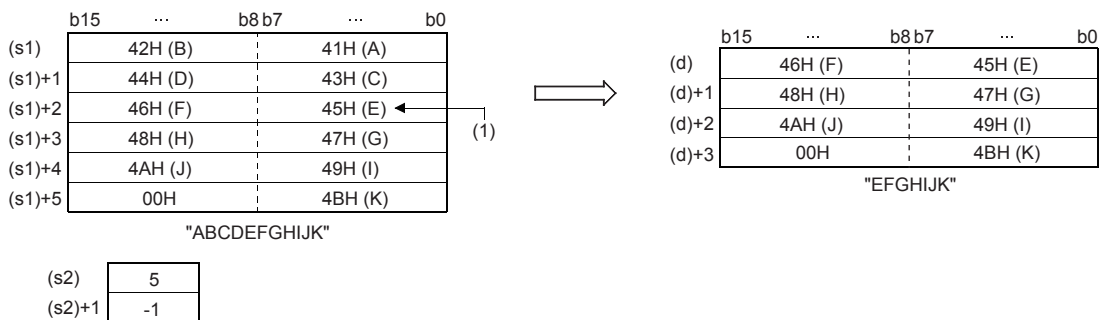 b15 ... b8 b7 ... b0
(s1) 42H (B) 41H (A)
(s1)+1 44H (D) 43H (C)
(s1)+2 46H (F) 45H (E)
(s1)+3 48H (H) 47H (G)
(s1)+4 4AH (J) 49H (I)
(s1)+5 00H 4BH (K)
"ABCDEFGHIJK"
(1)
(s2) 5
(s2)+1 -1
b15 ... b8 b7 ... b0
(d) 46H (F) 45H (E)
(d)+1 48H (H) 47H (G)
(d)+2 4AH (J) 49H (I)
(d)+3 00H 4BH (K)
"EFGHIJK"